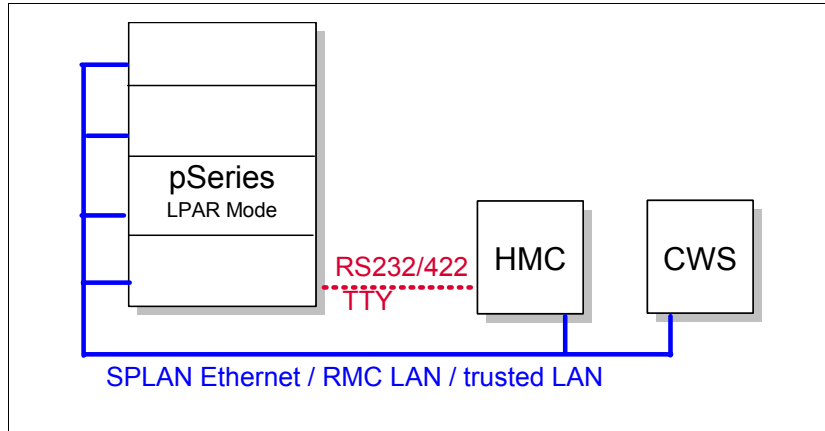 pSeries
LPAR Mode
RS232/422
TTY
HMC
CWS
SPLAN Ethernet / RMC LAN / trusted LAN